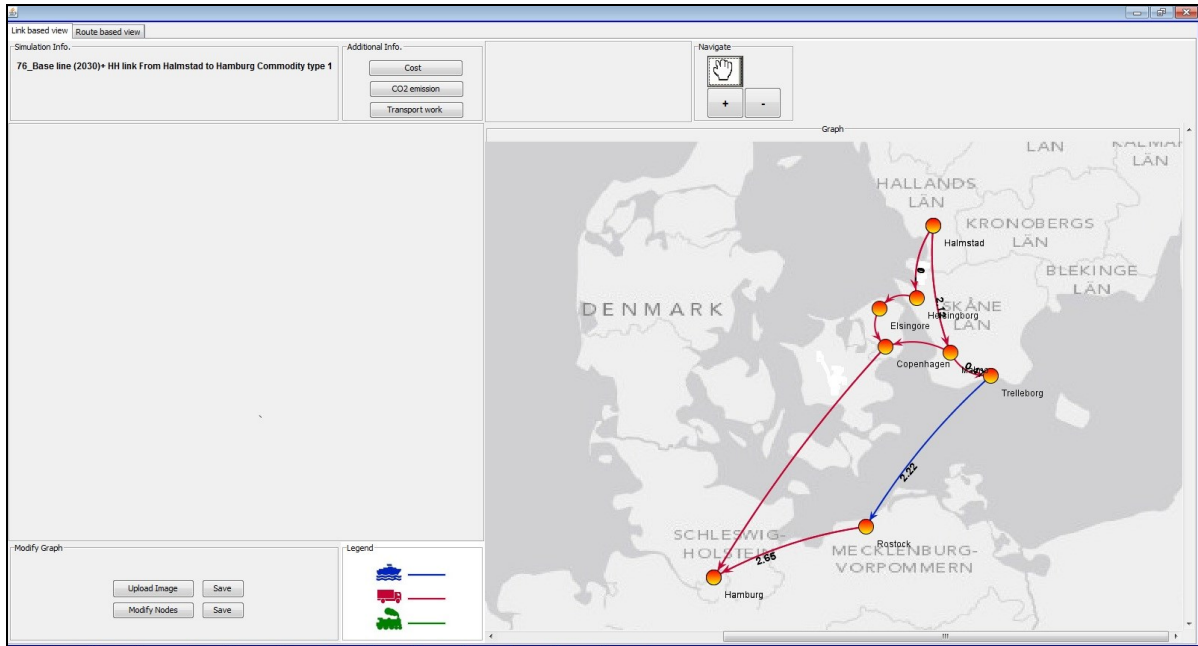 Link based view
Route based view
Simulation Info.
76_Base line (2030)+ HH link From Halmstad to Hamburg Commodity type 1
Additional Info.
Cost
CO2 emission
Transport work
Navigate
+
-
Graph
LÄN
LÄN
HALLANDS
LÄN
KRONOBERGS
LÄN
BLEKINGE
LÄN
SKÅNE
LÄN
DENMARK
Halmstad
Helsingborg
Elsingore
Copenhagen
Trelleborg
2.22
Rostock
2.65
Hamburg
SCHLESWIG-
HOLSTEIN
MECKLENBURG-
VORPOMMERN
Modify Graph
Upload Image
Save
Modify Nodes
Save
Legend